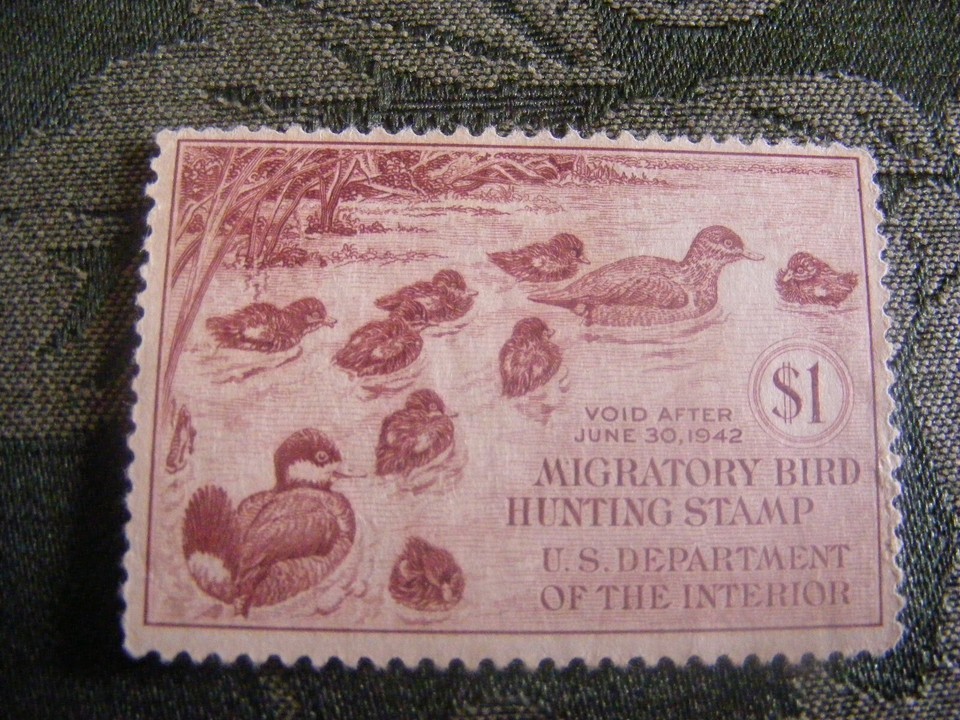 $1
VOID AFTER
JUNE 30, 1942
MIGRATORY BIRD
HUNTING STAMP
U.S. DEPARTMENT
OF THE INTERIOR